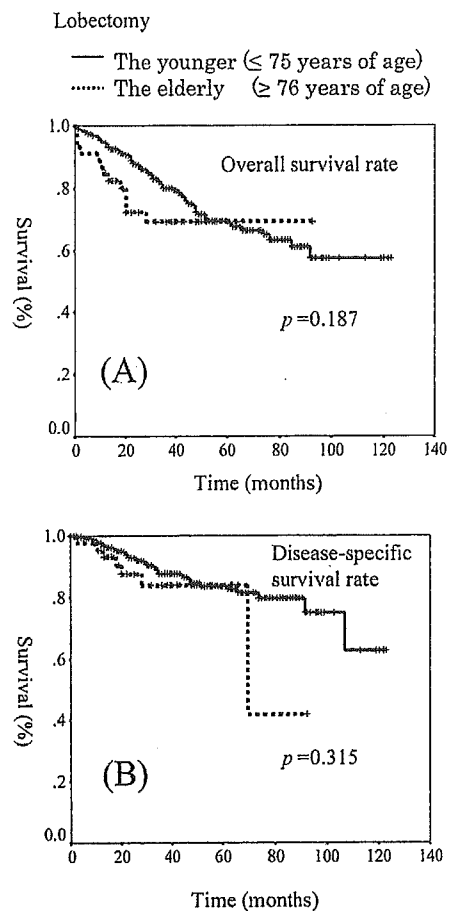 Lobectomy
The younger (≤ 75 years of age)
The elderly (≥ 76 years of age)
1.0
.8
.6
.4
.2
0.0
Survival (%)
Overall survival rate
p=0.187
(A)
0 20 40 60 80 100 120 140
Time (months)
1.0
.8
.6
.4
.2
0.0
Survival (%)
Disease-specific
survival rate
p=0.315
(B)
0 20 40 60 80 100 120 140
Time (months)